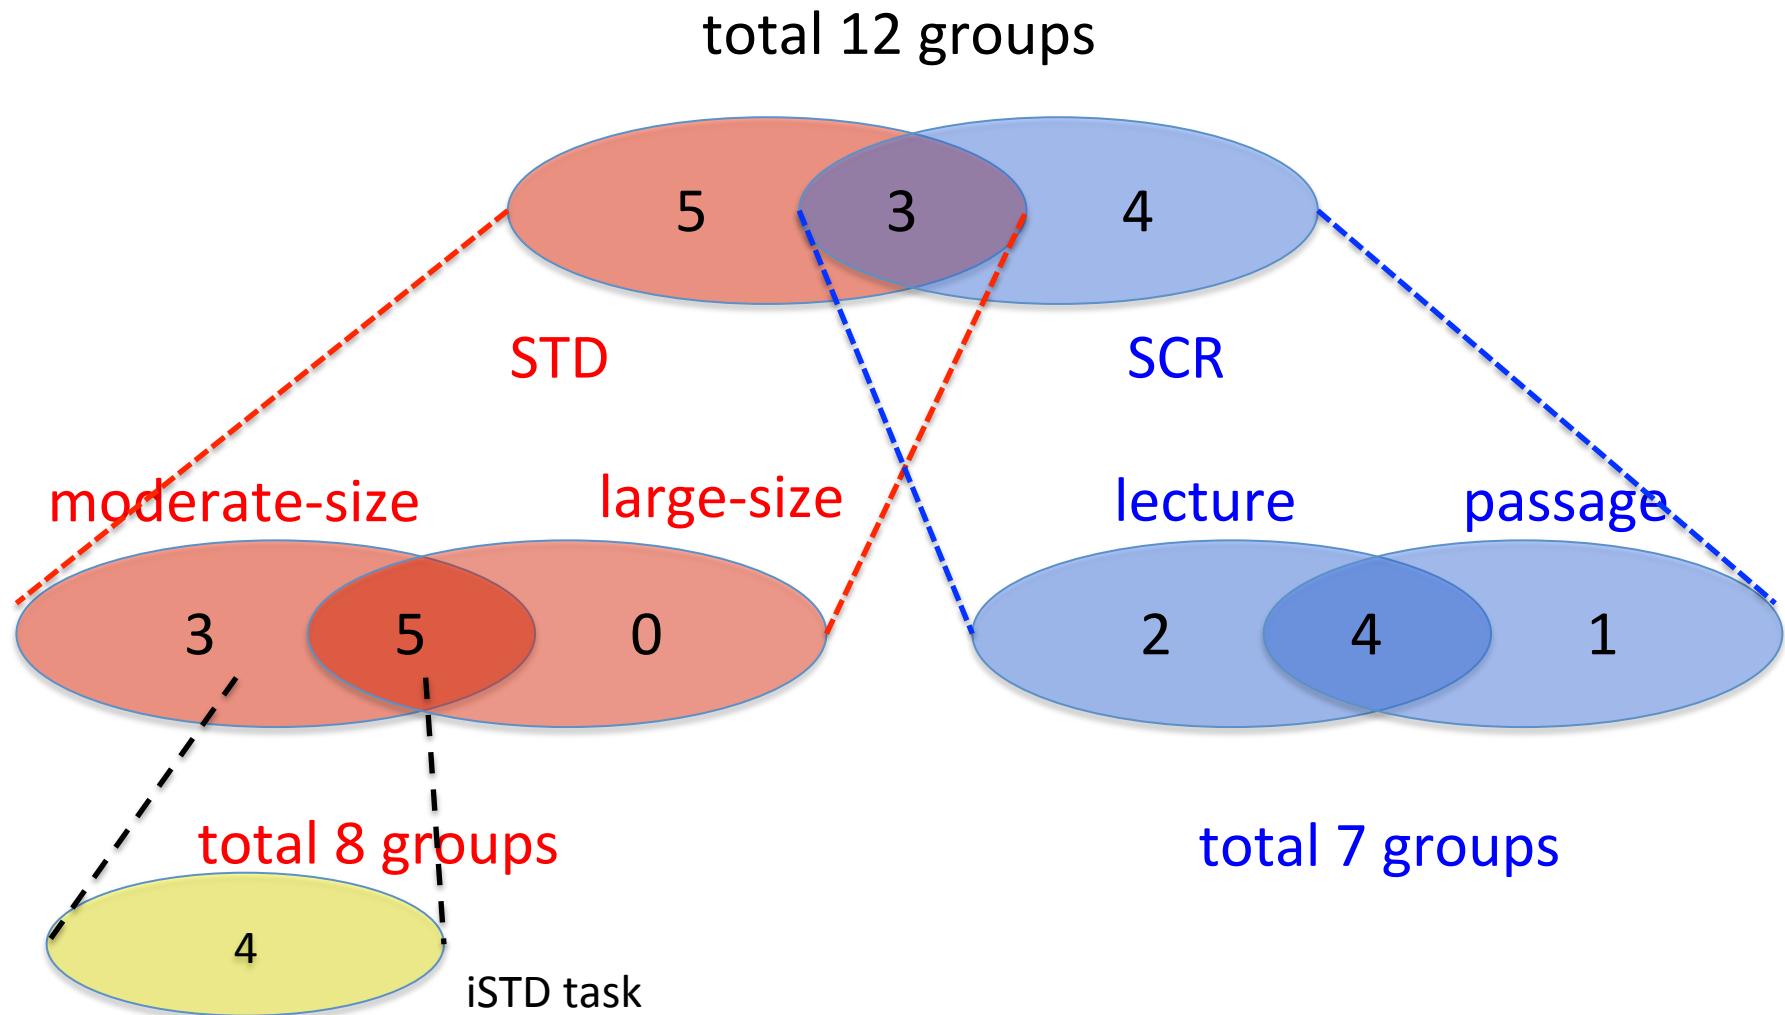 total 12 groups
5 3 4
STD SCR
moderate-size large-size lecture passage
3 5 0 2 4 1
total 8 groups total 7 groups
4
iSTD task